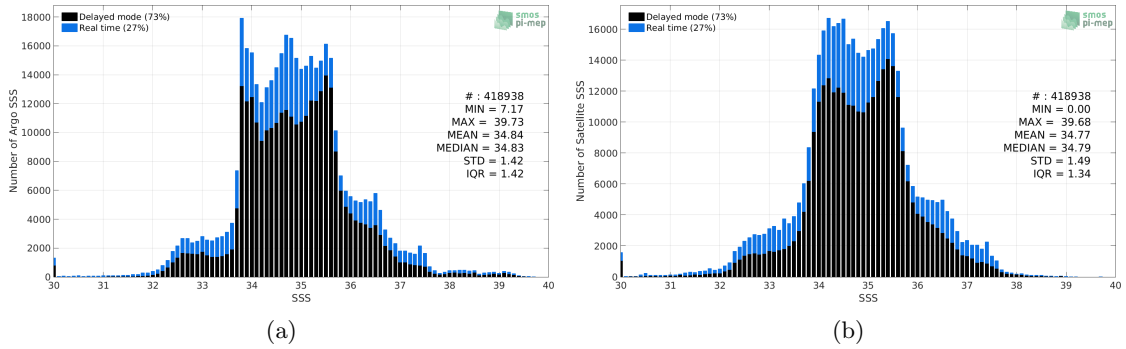 Delayed mode (73%)
Real time (27%)
smos
pi-mep
18000
16000
14000
12000
10000
8000
6000
4000
2000
0
Number of Argo SSS
# : 418938
MIN = 7.17
MAX = 39.73
MEAN = 34.84
MEDIAN = 34.83
STD = 1.42
IQR = 1.42
30 31 32 33 34 35 36 37 38 39 40
SSS
(a)
Delayed mode (73%)
Real time (27%)
smos
pi-mep
16000
14000
12000
10000
8000
6000
4000
2000
0
Number of Satellite SSS
# : 418938
MIN = 0.00
MAX = 39.68
MEAN = 34.77
MEDIAN = 34.79
STD = 1.49
IQR = 1.34
30 31 32 33 34 35 36 37 38 39 40
SSS
(b)